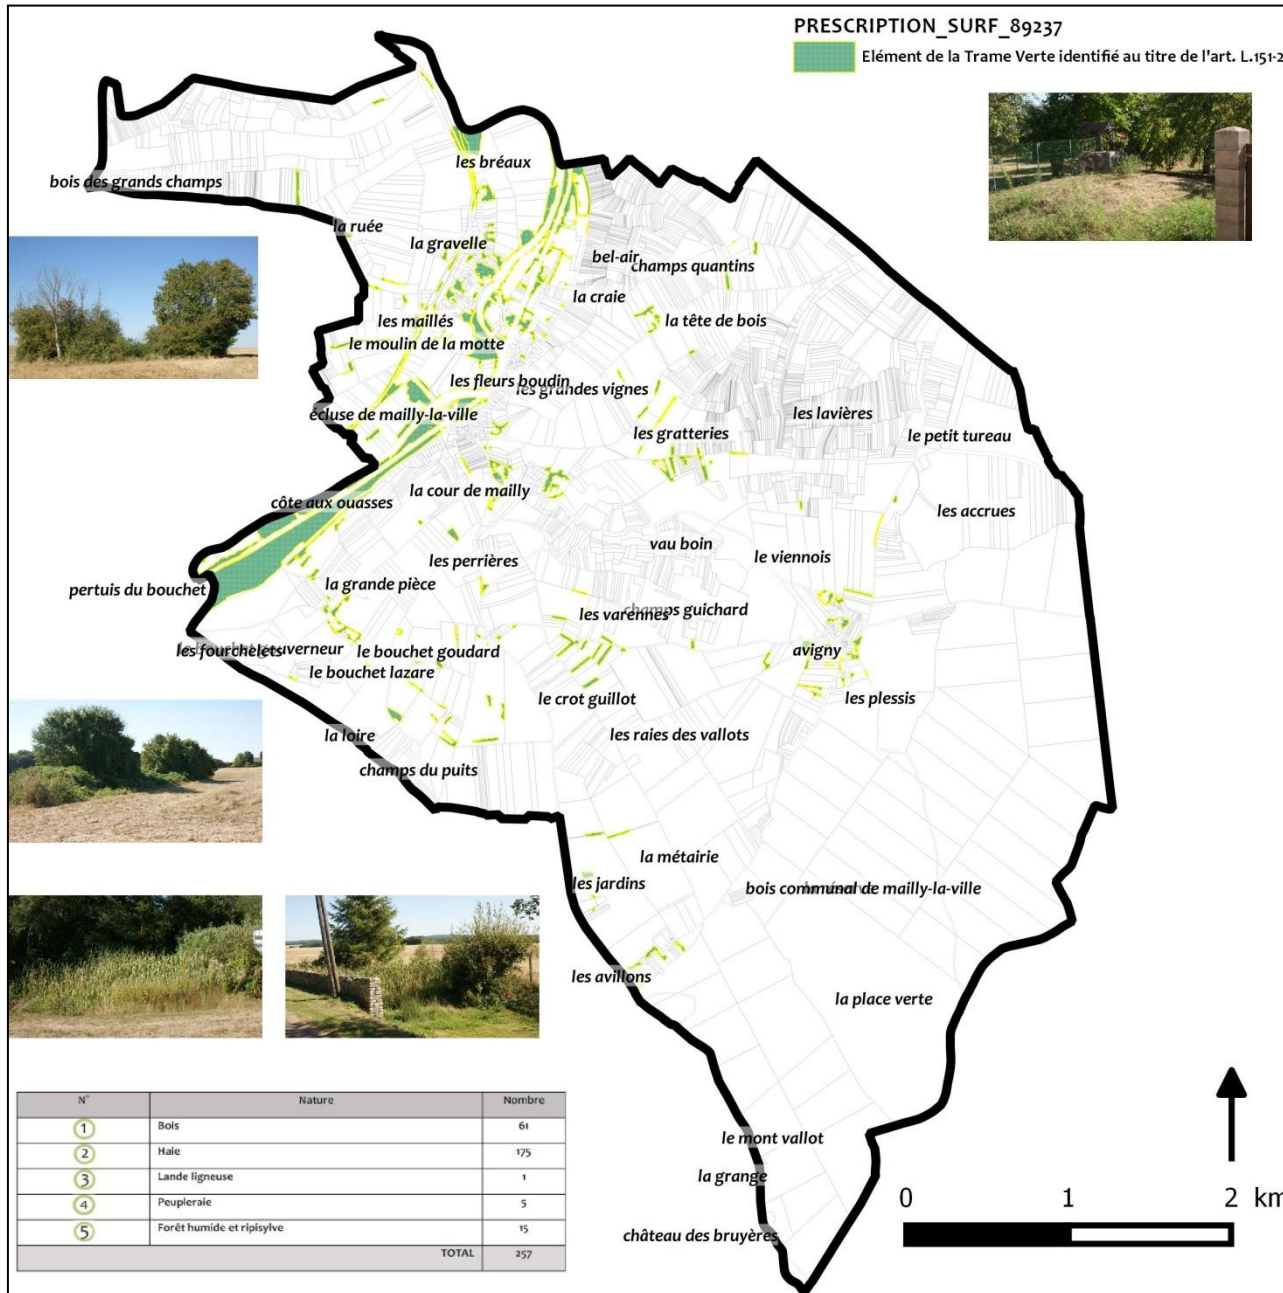 PRESCRIPTION_SURF_89237
Elément de la Trame Verte identifié au titre de l'art. L.151-2
les bréaux
bois des grands champs
la ruée
la gravelle
bel-air
champs quantins
la craie
les maillés
la tête de bois
le moulin de la motte
les fleurs boudin
les grandes vignes
écluse de mailly-la-ville
les lavières
les gratteries
le petit tureau
la cour de mailly
côte aux ouasses
les accrues
vau boin
le viennois
les perrières
la grande pièce
pertuis du bouchet
les varennes
champs guichard
les fourchelets
gouverneur
le bouchet goudard
avigny
le bouchet lazare
le crot guillot
les plessis
la loire
les raies des vallots
champs du puits
la métairie
les jardins
bois communal de mailly-la-ville
les avillons
la place verte
le mont vallot
la grange
château des bruyères
0 1 2 km
N° Nature Nombre
1 Bois 61
2 Haie 175
3 Lande ligneuse 1
4 Peupleraie 5
5 Forêt humide et ripisylve 15
TOTAL 257